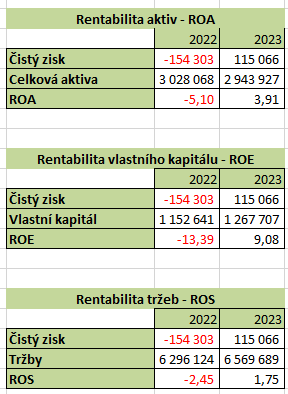 Rentabilita aktiv - ROA
2022 2023
Čistý zisk -154 303 115 066
Celková aktiva 3 028 068 2 943 927
ROA -5,10 3,91
Rentabilita vlastního kapitálu - ROE
2022 2023
Čistý zisk -154 303 115 066
Vlastní kapitál 1 152 641 1 267 707
ROE -13,39 9,08
Rentabilita tržeb - ROS
2022 2023
Čistý zisk -154 303 115 066
Tržby 6 296 124 6 569 689
ROS -2,45 1,75